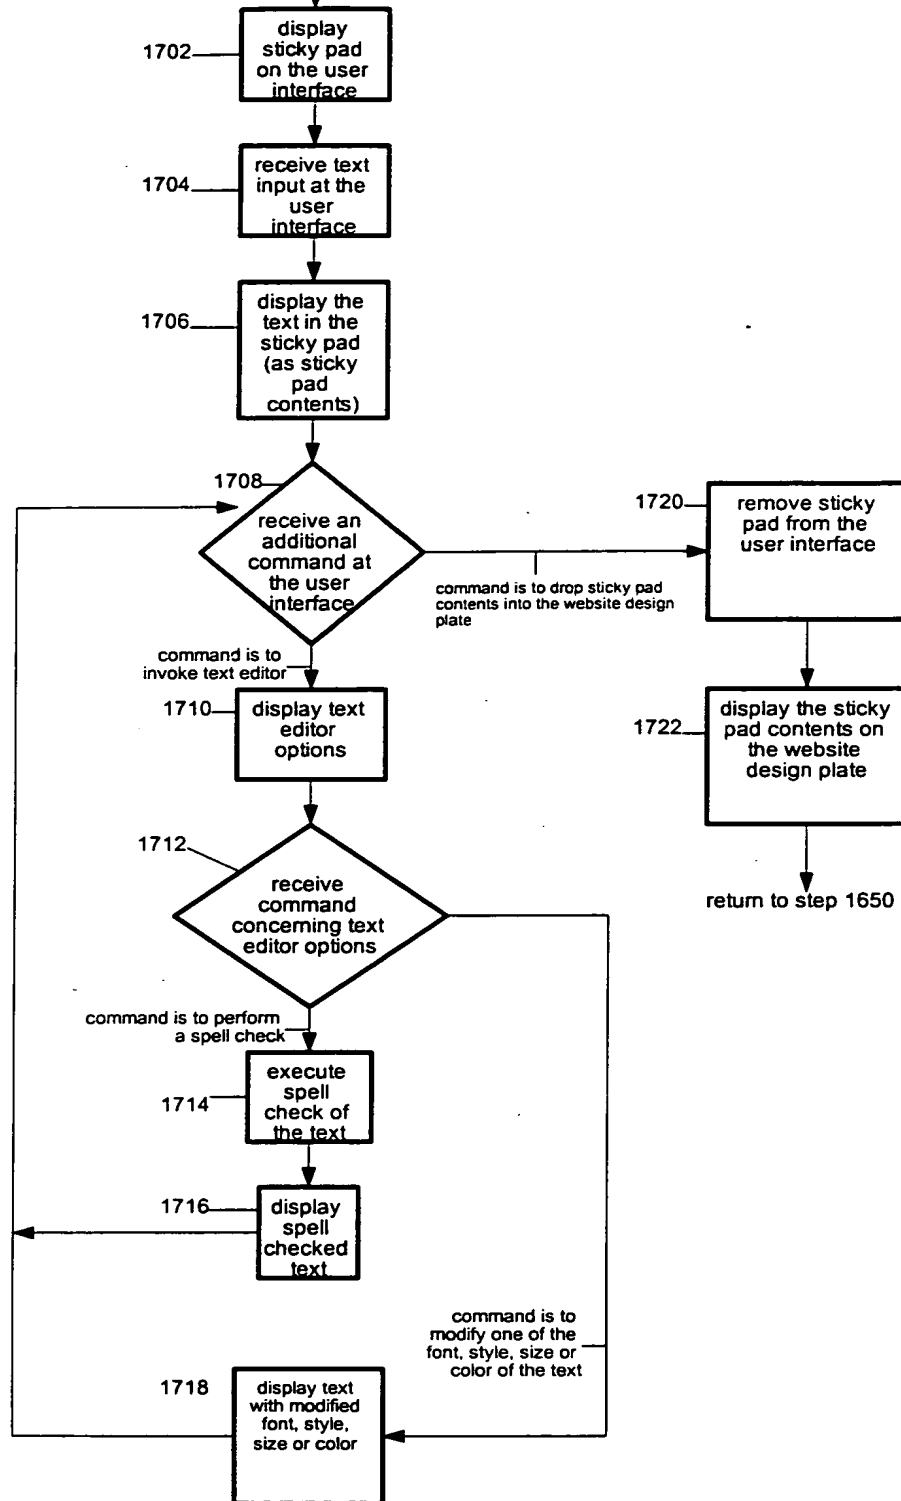 display
sticky pad
on the user
interface
1702
receive text
input at the
user
interface
1704
display the
text in the
sticky pad
(as sticky
pad
contents)
1706
1708
receive an
additional
command at
the user
interface
command is to drop sticky pad
contents into the website design
plate
1720
remove sticky
pad from the
user interface
command is to
invoke text editor
1710
display text
editor
options
1722
display the sticky
pad contents on
the website
design plate
return to step 1650
1712
receive
command
concerning text
editor options
command is to perform
a spell check
1714
execute
spell
check of
the text
1716
display
spell
checked
text
command is to
modify one of the
font, style, size or
color of the text
1718
display text
with modified
font, style,
size or color